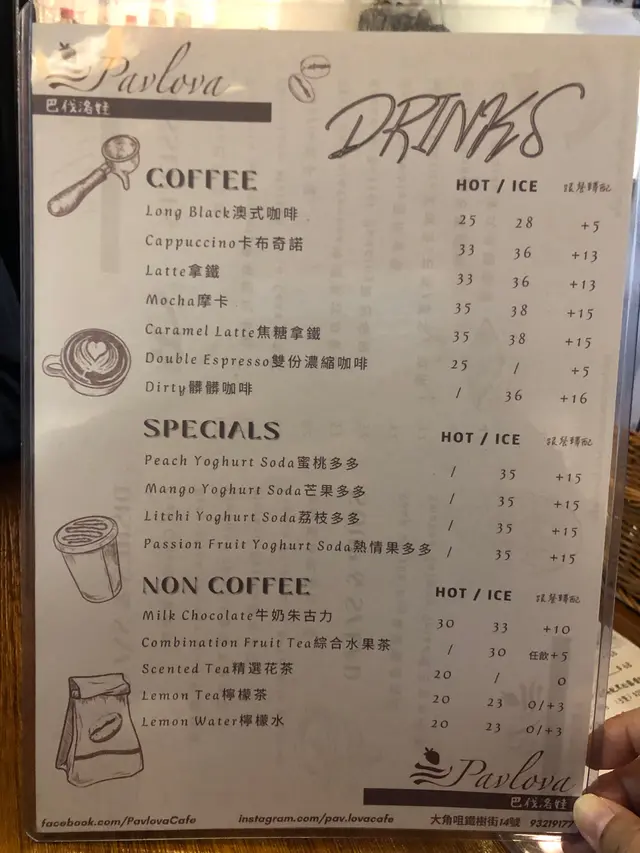 Pavlova
巴伐洛娃
DRINKS
COFFEE HOT / ICE 跟餐轉配
Long Black澳式咖啡 25 28 +5
Cappuccino卡布奇諾 33 36 +13
Latte拿鐵 33 36 +13
Mocha摩卡 35 38 +15
Caramel Latte焦糖拿鐵 35 38 +15
Double Espresso雙份濃縮咖啡 25 / +5
Dirty髒髒咖啡 / 36 +16
SPECIALS HOT / ICE 跟餐轉配
Peach Yoghurt Soda蜜桃多多 / 35 +15
Mango Yoghurt Soda芒果多多 / 35 +15
Litchi Yoghurt Soda荔枝多多 / 35 +15
Passion Fruit Yoghurt Soda熱情果多多 / 35 +15
NON COFFEE HOT / ICE 跟餐轉配
Milk Chocolate牛奶朱古力 30 33 +10
Combination Fruit Tea綜合水果茶 / 30 任飲+5
Scented Tea精選花茶 20 / 0
Lemon Tea檸檬茶 20 23 0/+3
Lemon Water檸檬水 20 23 0/+3
Pavlova
巴伐洛娃
facebook.com/PavlovaCafe instagram.com/pav.lovacafe 大角咀鐵樹街14號 9321917